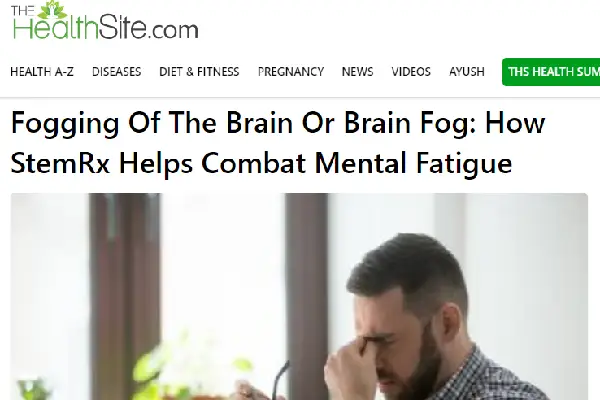 THE
HealthSite.com
HEALTH A-Z DISEASES DIET & FITNESS PREGNANCY NEWS VIDEOS AYUSH THS HEALTH SUM
Fogging Of The Brain Or Brain Fog: How
StemRx Helps Combat Mental Fatigue